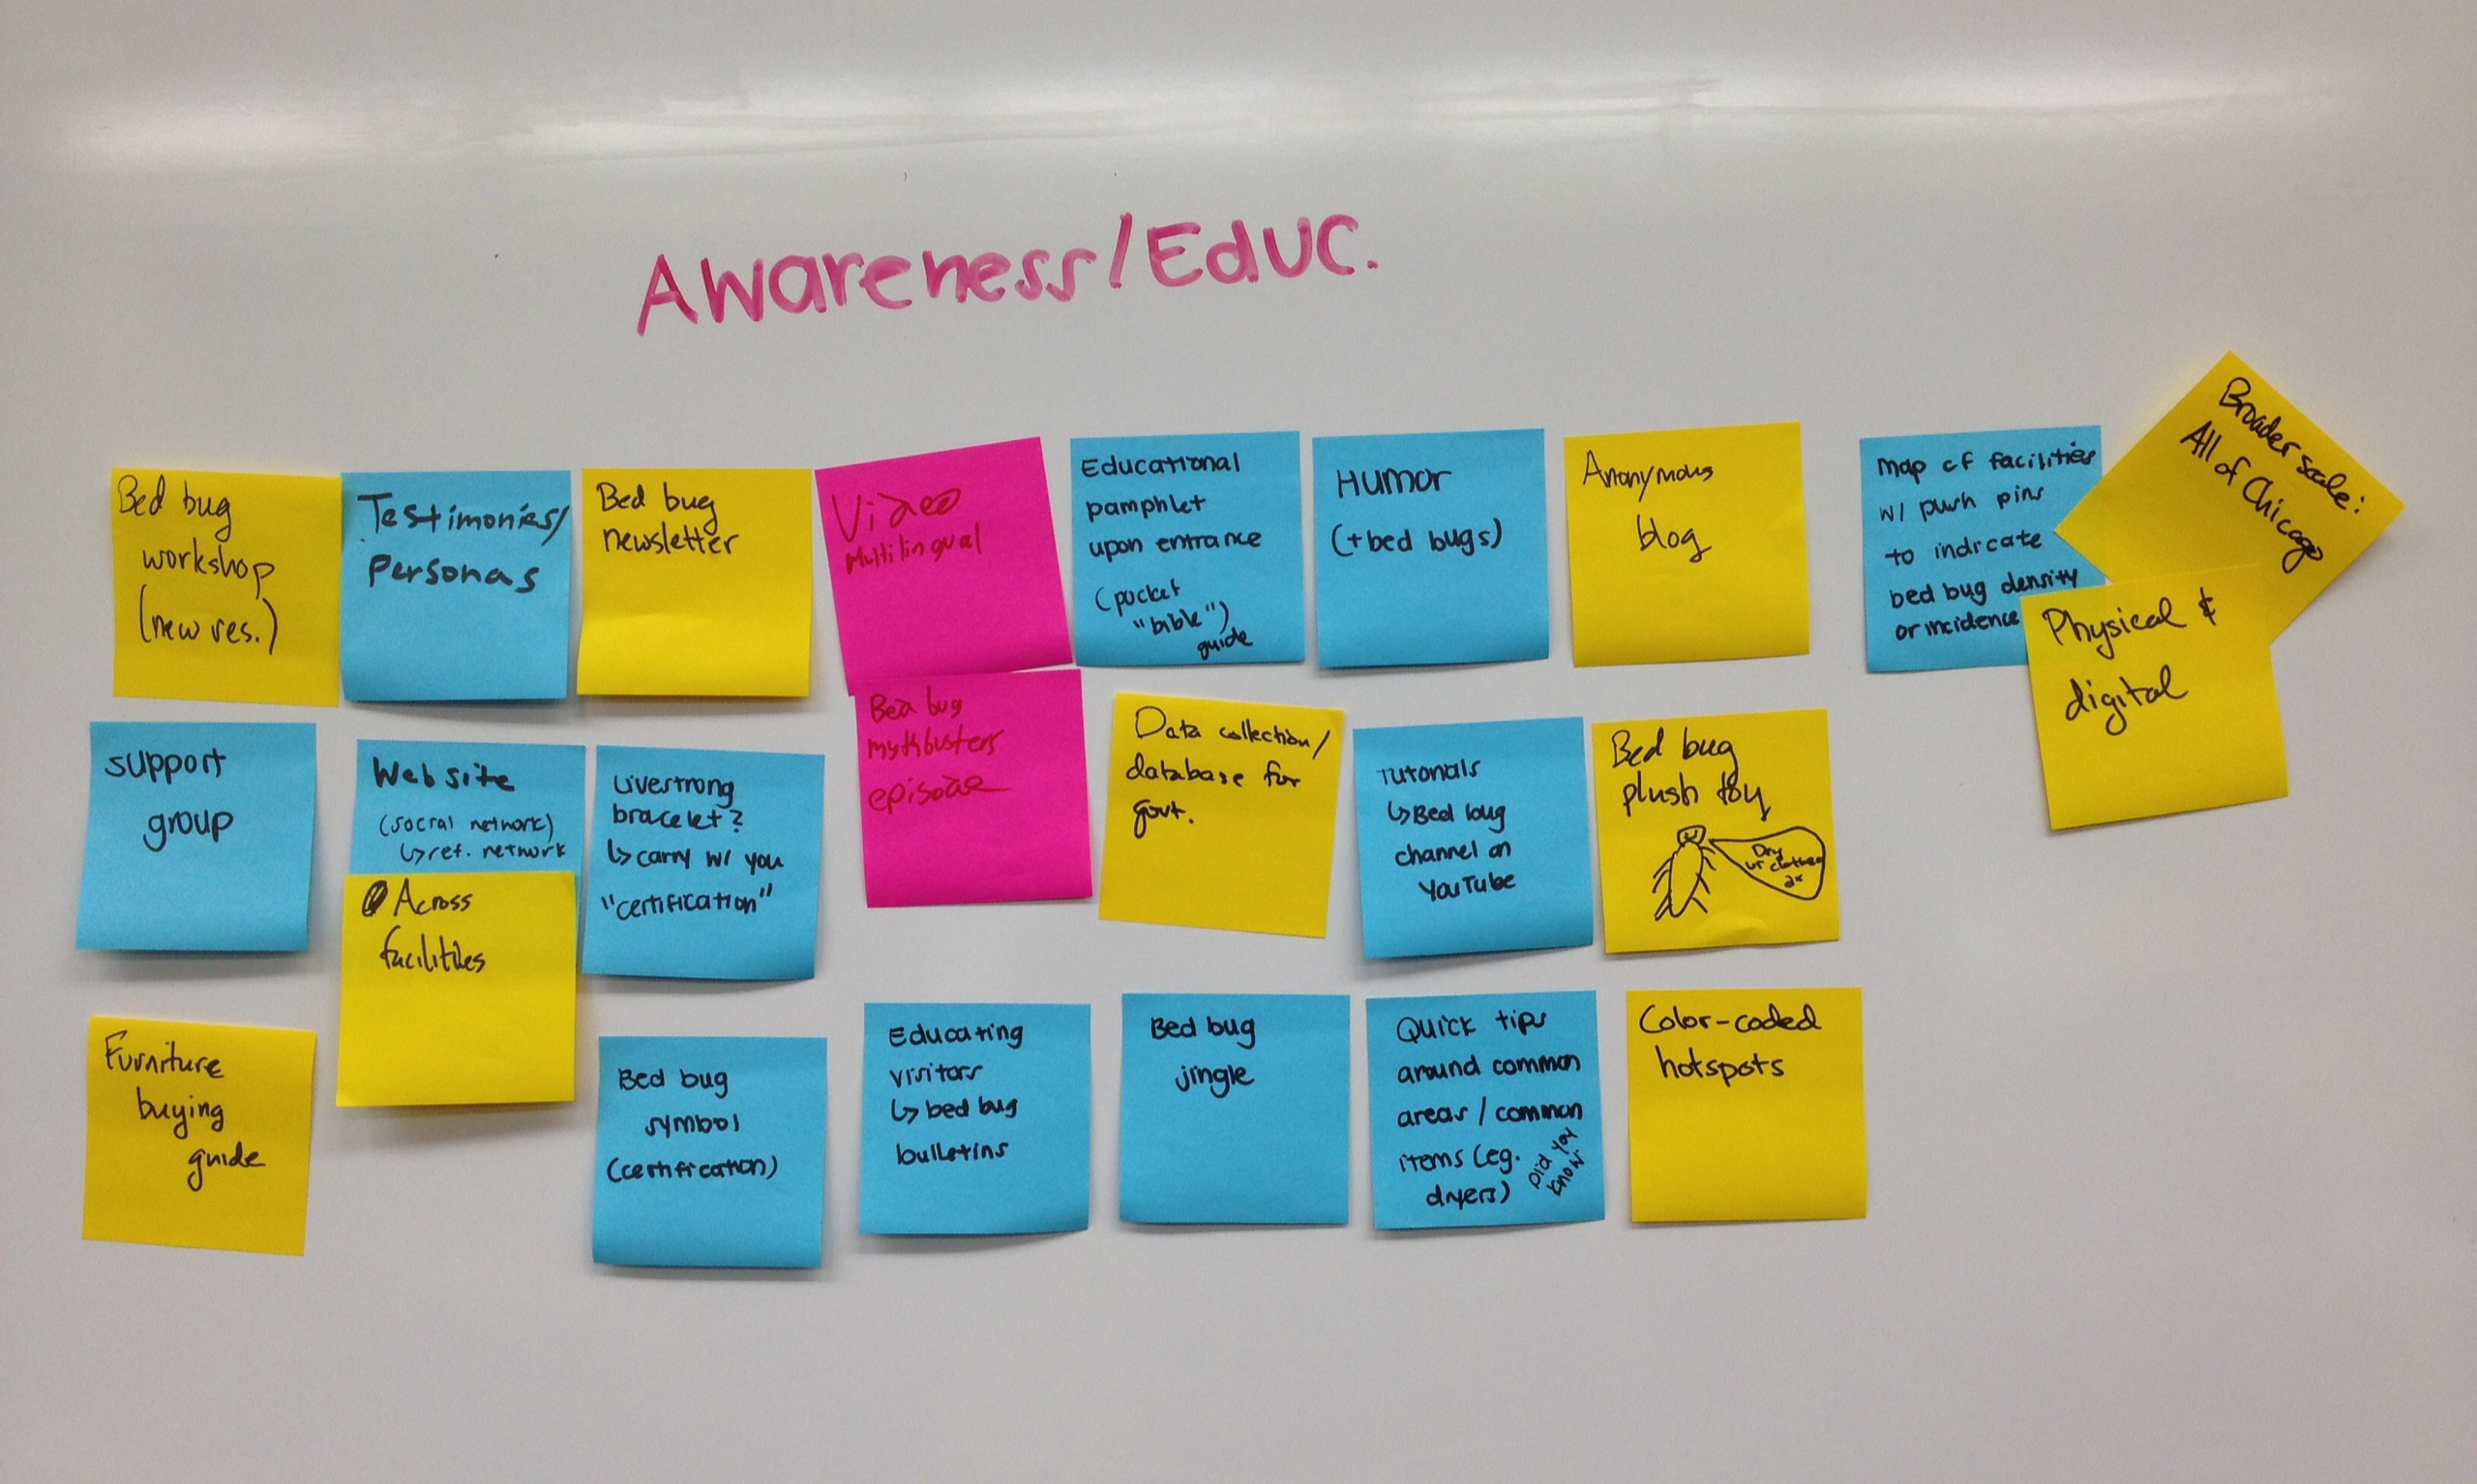 Awareness/Educ.
Bed bug
workshop
(new res.)
Testimonies/
Personas
Bed bug
newsletter
Video
Multilingual
Educational
pamphlet
upon entrance
(pocket
"bible")
guide
Humor
(+bed bugs)
Anonymous
blog
Map of facilities
w/ push pins
to indicate
bed bug density
or incidence
Broader scale:
All of Chicago
Physical &
digital
Support
group
Website
(social network)
↳ref. network
Across
facilities
Livestrong
bracelet?
↳carry w/ you
"certification"
Bed bug
mythbusters
episode
Data collection/
database for
govt.
Tutorials
↳Bed bug
channel on
YouTube
Bed bug
plush toy
Dry
ur clothes
2x
Furniture
buying
guide
Bed bug
symbol
(certification)
Educating
visitors
↳bed bug
bulletins
Bed bug
jingle
Quick tips
around common
areas/common
items (eg.
dryers)
Did you
know
Color-coded
hotspots